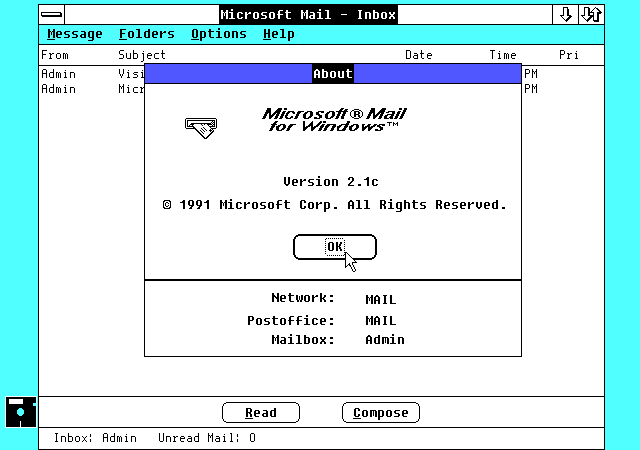 Microsoft Mail - Inbox
Message Folders Options Help
From Subject Date Time Pri
Admin Visi PM
Admin Micr PM
About
Microsoft® Mail
for Windows™
Version 2.1c
© 1991 Microsoft Corp. All Rights Reserved.
OK
Network: MAIL
Postoffice: MAIL
Mailbox: Admin
Read Compose
Inbox: Admin Unread Mail: 0